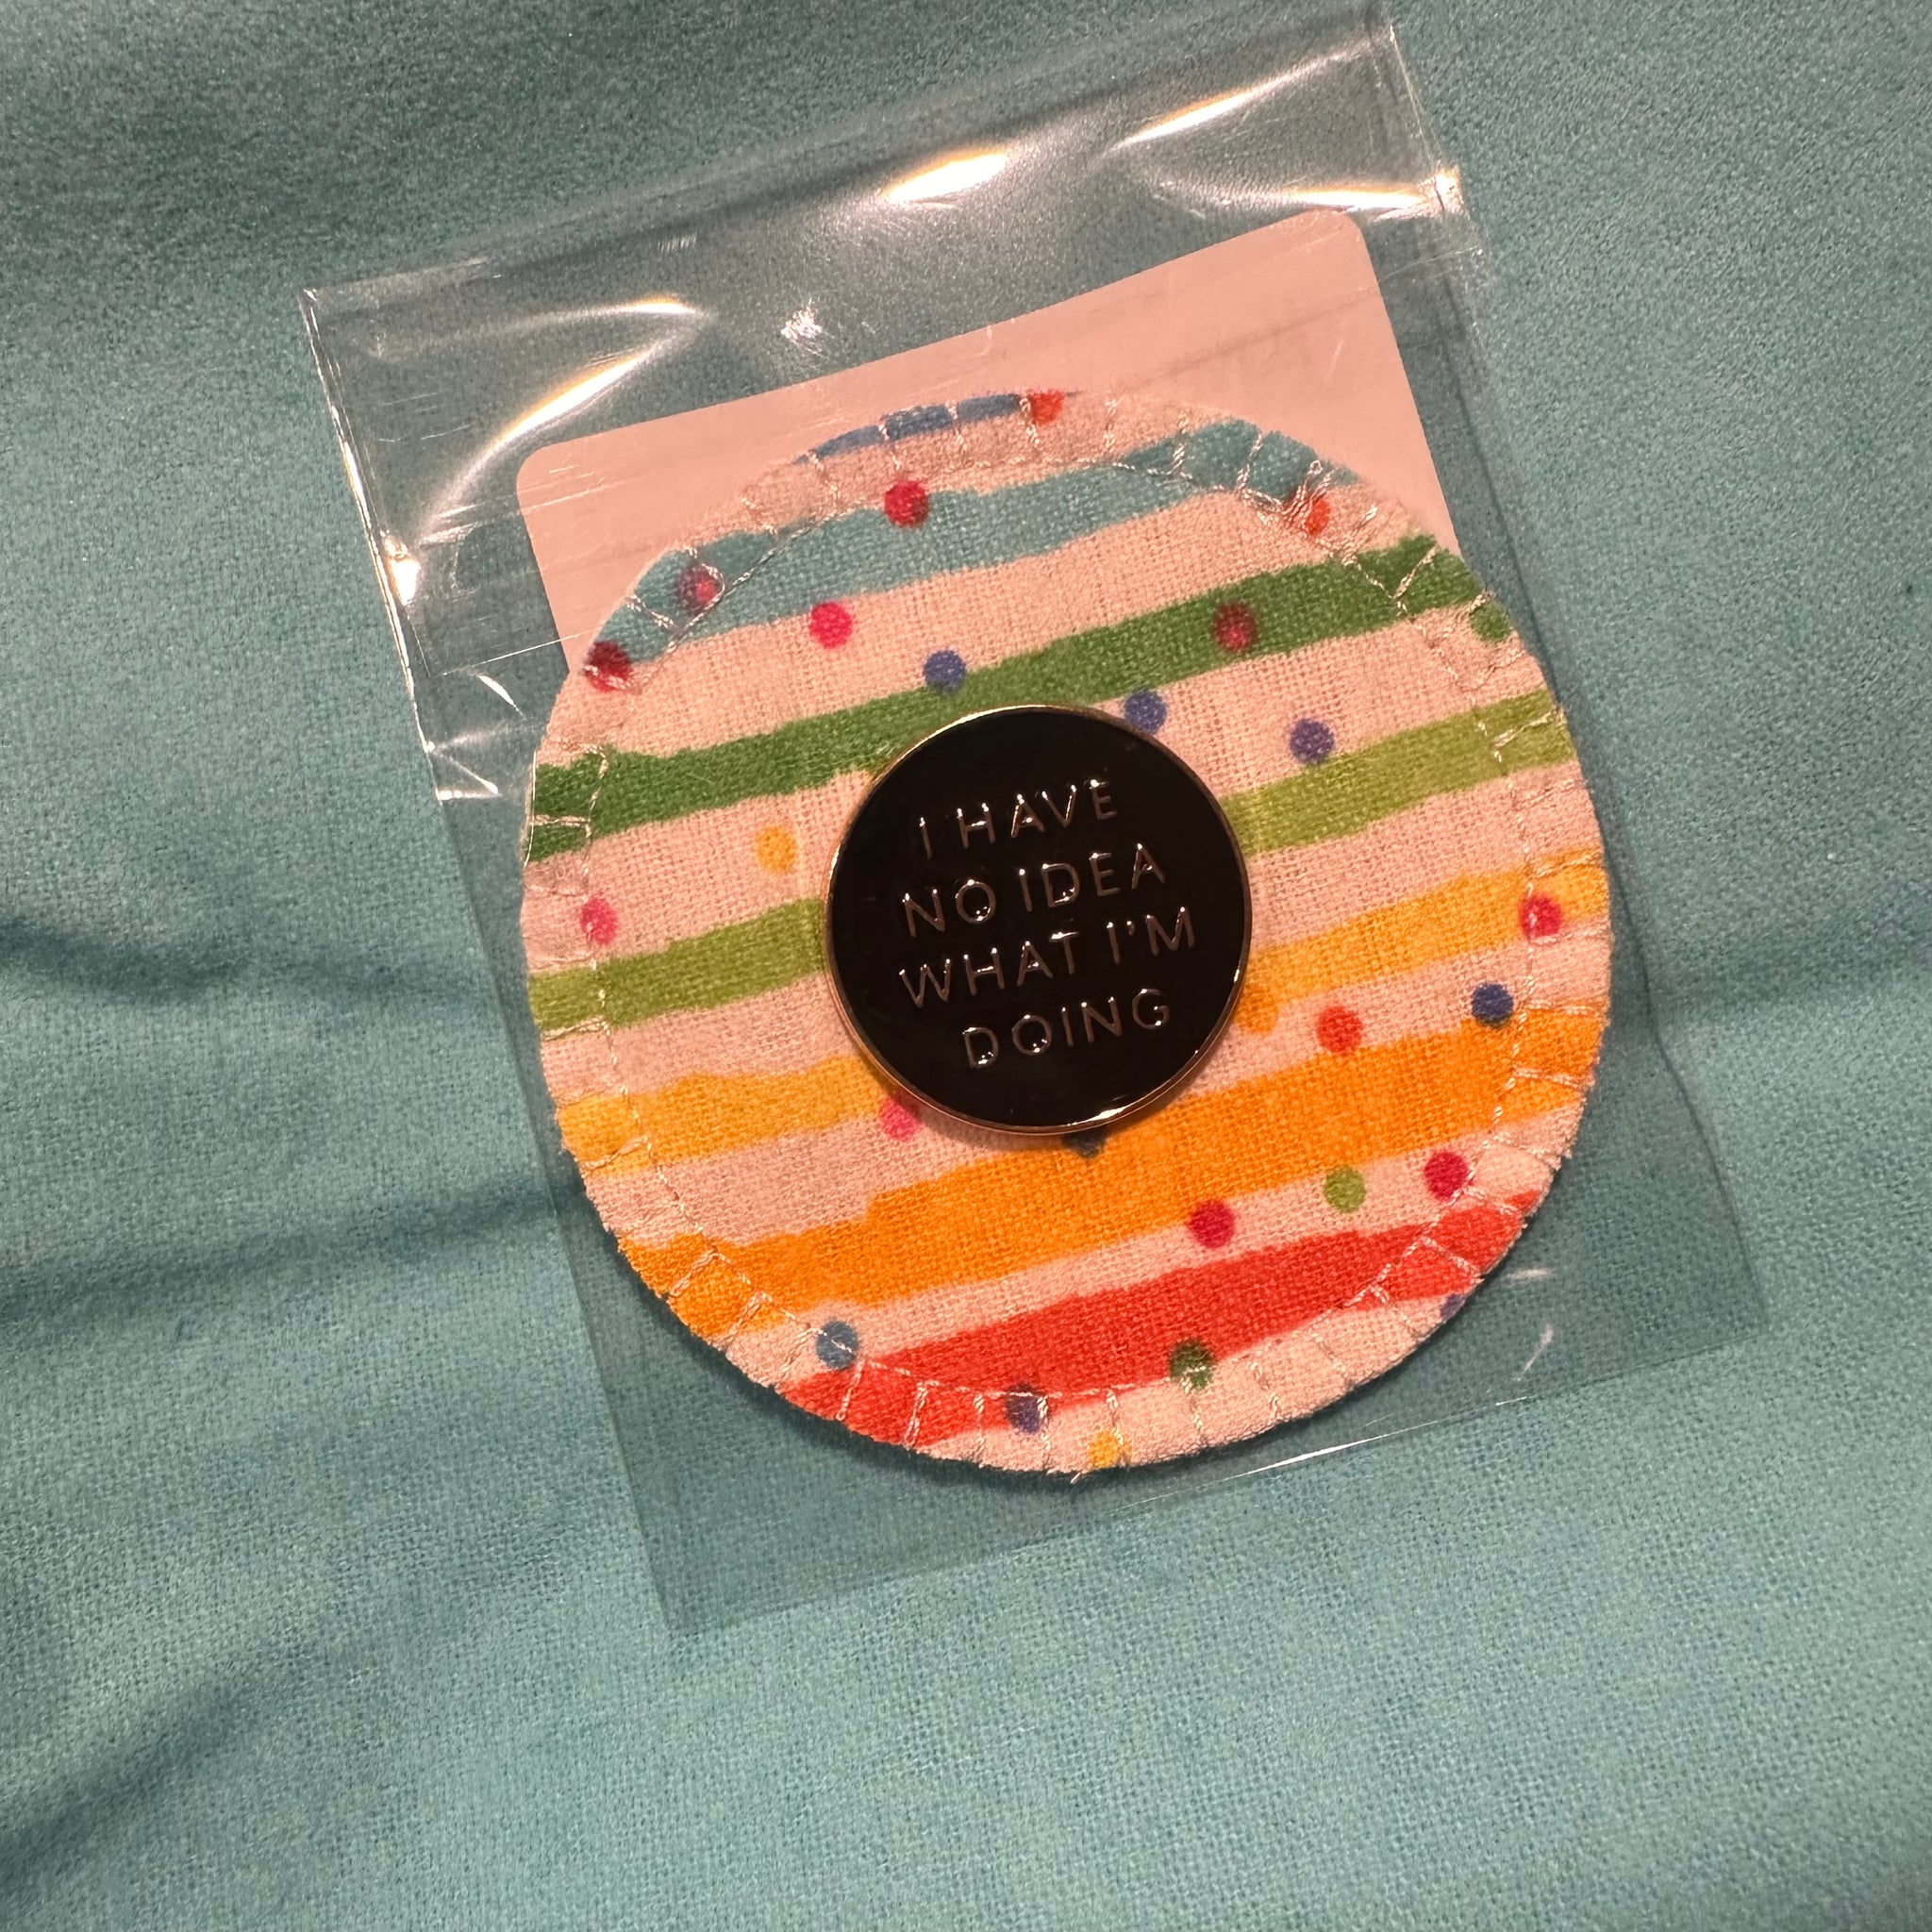 I HAVE
NO IDEA
WHAT I'M
DOING